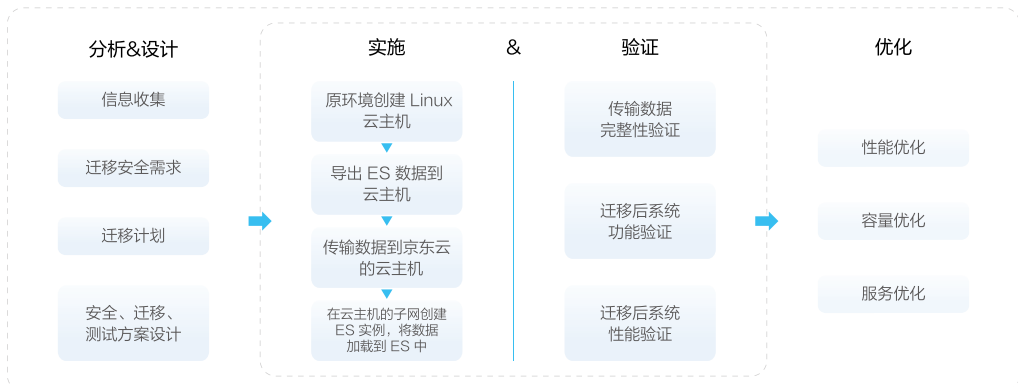 分析&设计
信息收集
迁移安全需求
迁移计划
安全、迁移、
测试方案设计
实施
&
验证
原环境创建 Linux
云主机
导出 ES 数据到
云主机
传输数据到京东云
的云主机
在云主机的子网创建
ES 实例，将数据
加载到 ES 中
传输数据
完整性验证
迁移后系统
功能验证
迁移后系统
性能验证
优化
性能优化
容量优化
服务优化